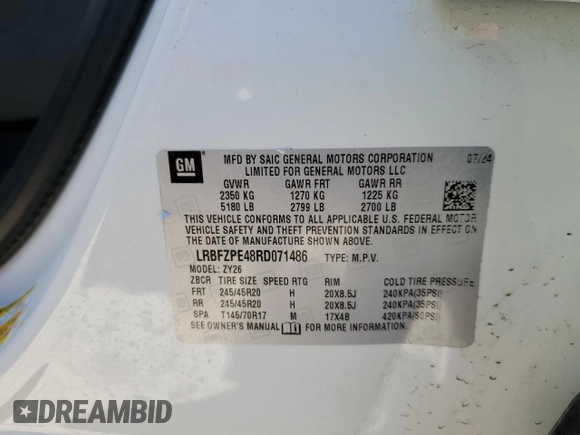 GM
MFD BY SAIC GENERAL MOTORS CORPORATION 07/24
LIMITED FOR GENERAL MOTORS LLC
GVWR GAWR FRT GAWR RR
2350 KG 1270 KG 1225 KG
5180 LB 2799 LB 2700 LB
THIS VEHICLE CONFORMS TO ALL APPLICABLE U.S. FEDERAL MOTOR
VEHICLE SAFETY AND THEFT PREVENTION STANDARDS IN EFFECT ON
THE DATE OF MANUFACTURE SHOWN ABOVE.
LRBFZPE48RD071486 TYPE: M.P.V.
MODEL: ZY26
ZBCR TIRE SIZE SPEED RTG RIM COLD TIRE PRESSURE
FRT 245/45R20 H 20X8.5J 240KPA(35PSI)
RR 245/45R20 H 20X8.5J 240KPA(35PSI)
SPA T145/70R17 M 17X4B 420KPA(60PSI)
SEE OWNER'S MANUAL FOR MORE INFORMATION.
DREAMBID